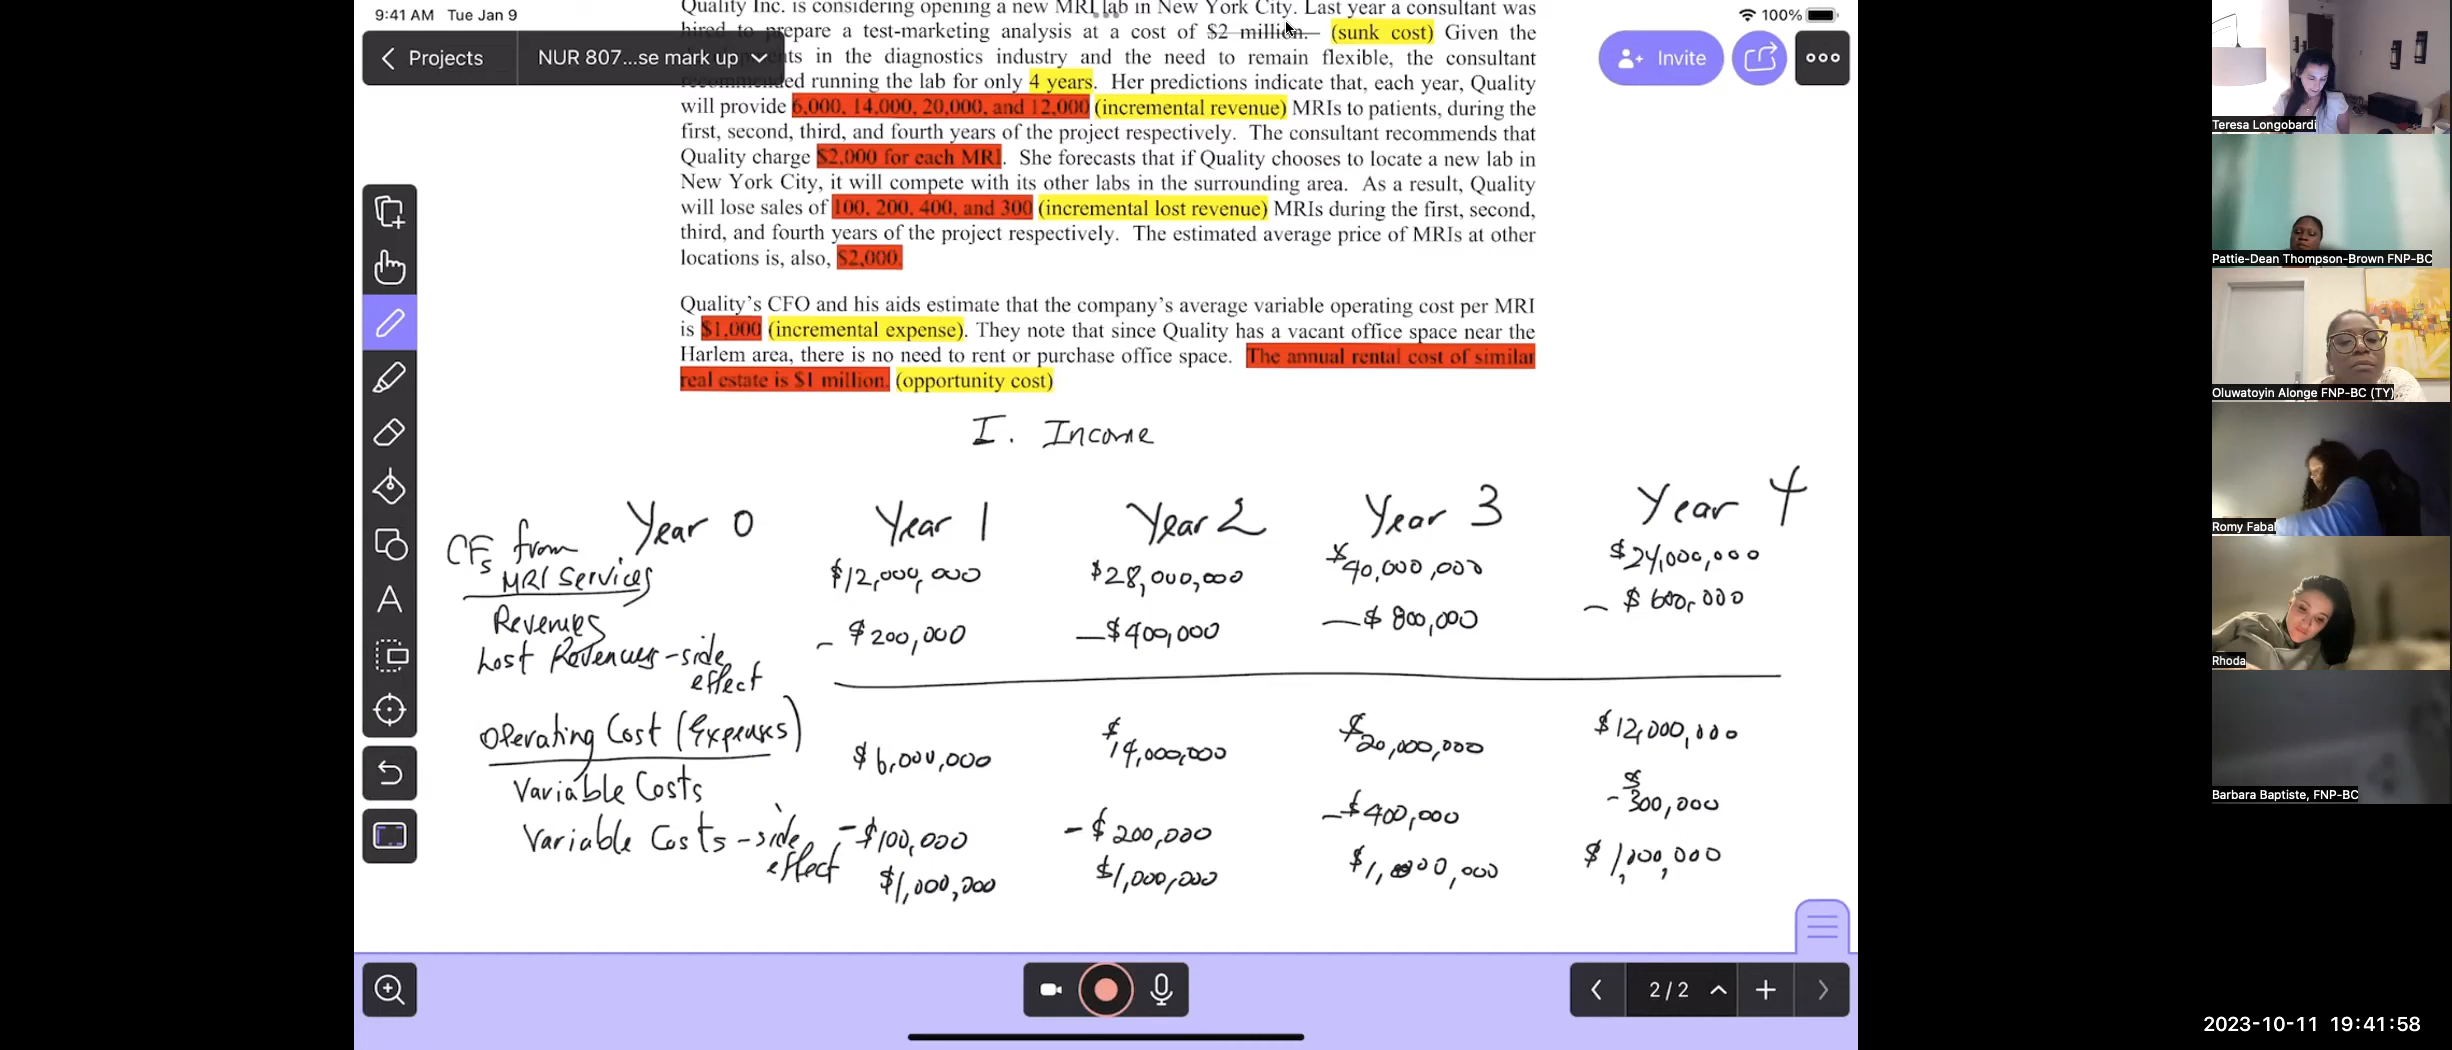 9:41 AM Tue Jan 9
100%
Projects
NUR 807...se mark up
Invite
Quality Inc. is considering opening a new MRI lab in New York City. Last year a consultant was
hired to prepare a test-marketing analysis at a cost of $2 million. (sunk cost) Given the
nts in the diagnostics industry and the need to remain flexible, the consultant
recommended running the lab for only 4 years. Her predictions indicate that, each year, Quality
will provide 6,000, 14,000, 20,000, and 12,000 (incremental revenue) MRIs to patients, during the
first, second, third, and fourth years of the project respectively. The consultant recommends that
Quality charge $2,000 for each MRI. She forecasts that if Quality chooses to locate a new lab in
New York City, it will compete with its other labs in the surrounding area. As a result, Quality
will lose sales of 100, 200, 400, and 300 (incremental lost revenue) MRIs during the first, second,
third, and fourth years of the project respectively. The estimated average price of MRIs at other
locations is, also, $2,000.
Quality's CFO and his aids estimate that the company's average variable operating cost per MRI
is $1,000 (incremental expense). They note that since Quality has a vacant office space near the
Harlem area, there is no need to rent or purchase office space. The annual rental cost of similar
real estate is $1 million. (opportunity cost)
I. Income
Year 0 Year 1 Year 2 Year 3 Year 4
CFs from
MRI Services
Revenues $12,000,000 $28,000,000 $40,000,000 $24,000,000
Lost Revenues - side
effect - $200,000 - $400,000 - $800,000 - $600,000
Operating Cost (Expenses)
Variable Costs $6,000,000 $14,000,000 $20,000,000 $12,000,000
Variable Costs - side
effect - $100,000 - $200,000 - $400,000 - $300,000
$1,000,000 $1,000,000 $1,000,000 $1,000,000
A
2/2
Teresa Longobardi
Pattie-Dean Thompson-Brown FNP-BC
Oluwatoyin Alonge FNP-BC (TY)
Romy Fabal
Rhoda
Barbara Baptiste, FNP-BC
2023-10-11 19:41:58